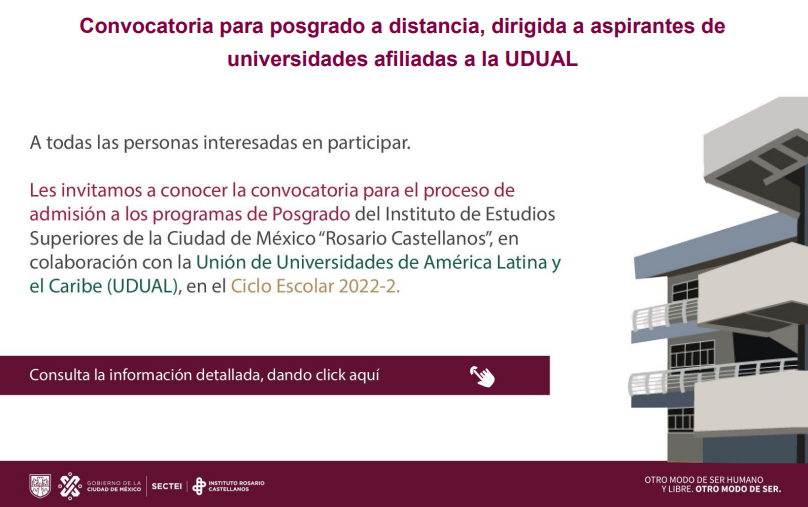 Convocatoria para posgrado a distancia, dirigida a aspirantes de
universidades afiliadas a la UDUAL
A todas las personas interesadas en participar.
Les invitamos a conocer la convocatoria para el proceso de
admisión a los programas de Posgrado del Instituto de Estudios
Superiores de la Ciudad de México “Rosario Castellanos”, en
colaboración con la Unión de Universidades de América Latina y
el Caribe (UDUAL), en el Ciclo Escolar 2022-2.
Consulta la información detallada, dando click aquí
GOBIERNO DE LA
CIUDAD DE MÉXICO
SECTEI
INSTITUTO ROSARIO
CASTELLANOS
OTRO MODO DE SER HUMANO
Y LIBRE. OTRO MODO DE SER.